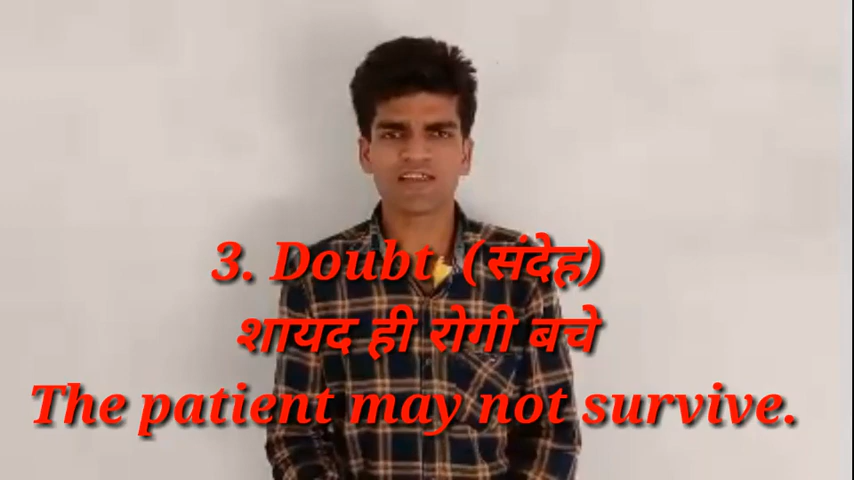 3. Doubt (संदेह)
शायद ही रोगी बचे
The patient may not survive.